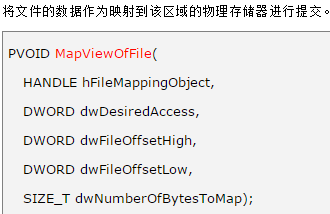 将文件的数据作为映射到该区域的物理存储器进行提交。
PVOID MapViewOfFile(
HANDLE hFileMappingObject,
DWORD dwDesiredAccess,
DWORD dwFileOffsetHigh,
DWORD dwFileOffsetLow,
SIZE_T dwNumberOfBytesToMap);